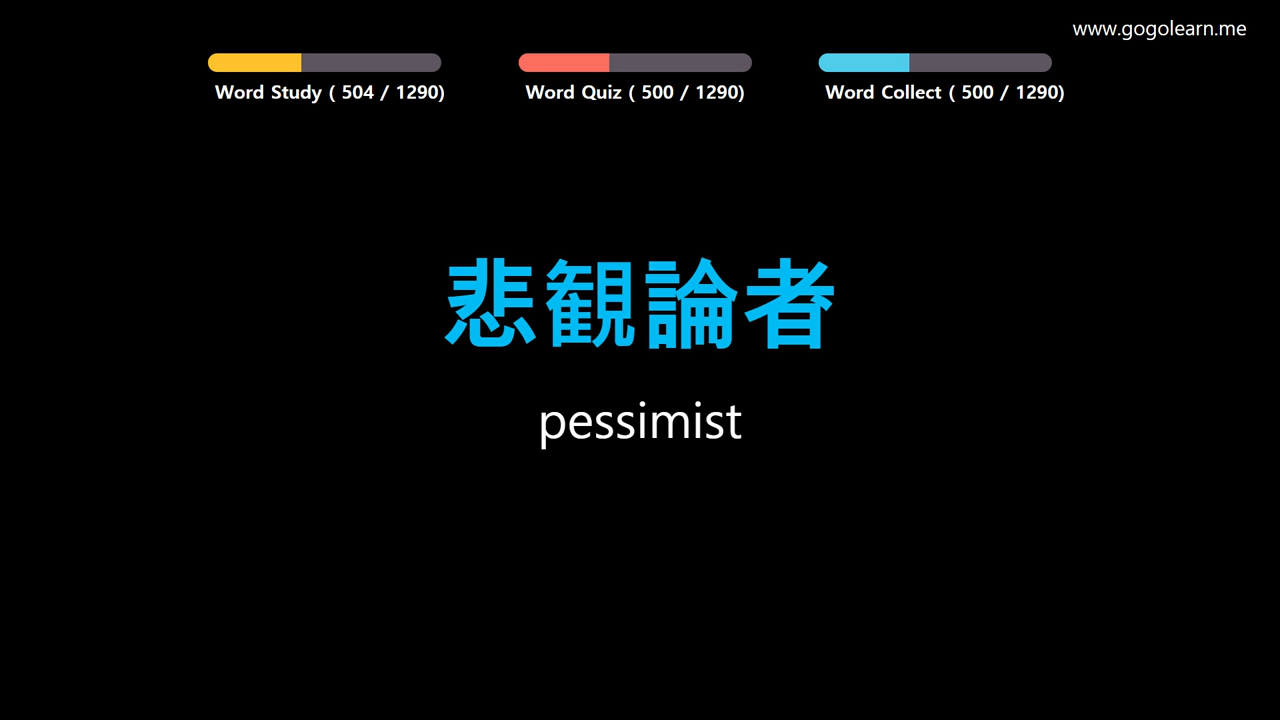 www.gogolearn.me
Word Study ( 504 / 1290)
Word Quiz ( 500 / 1290)
Word Collect ( 500 / 1290)
悲観論者
pessimist